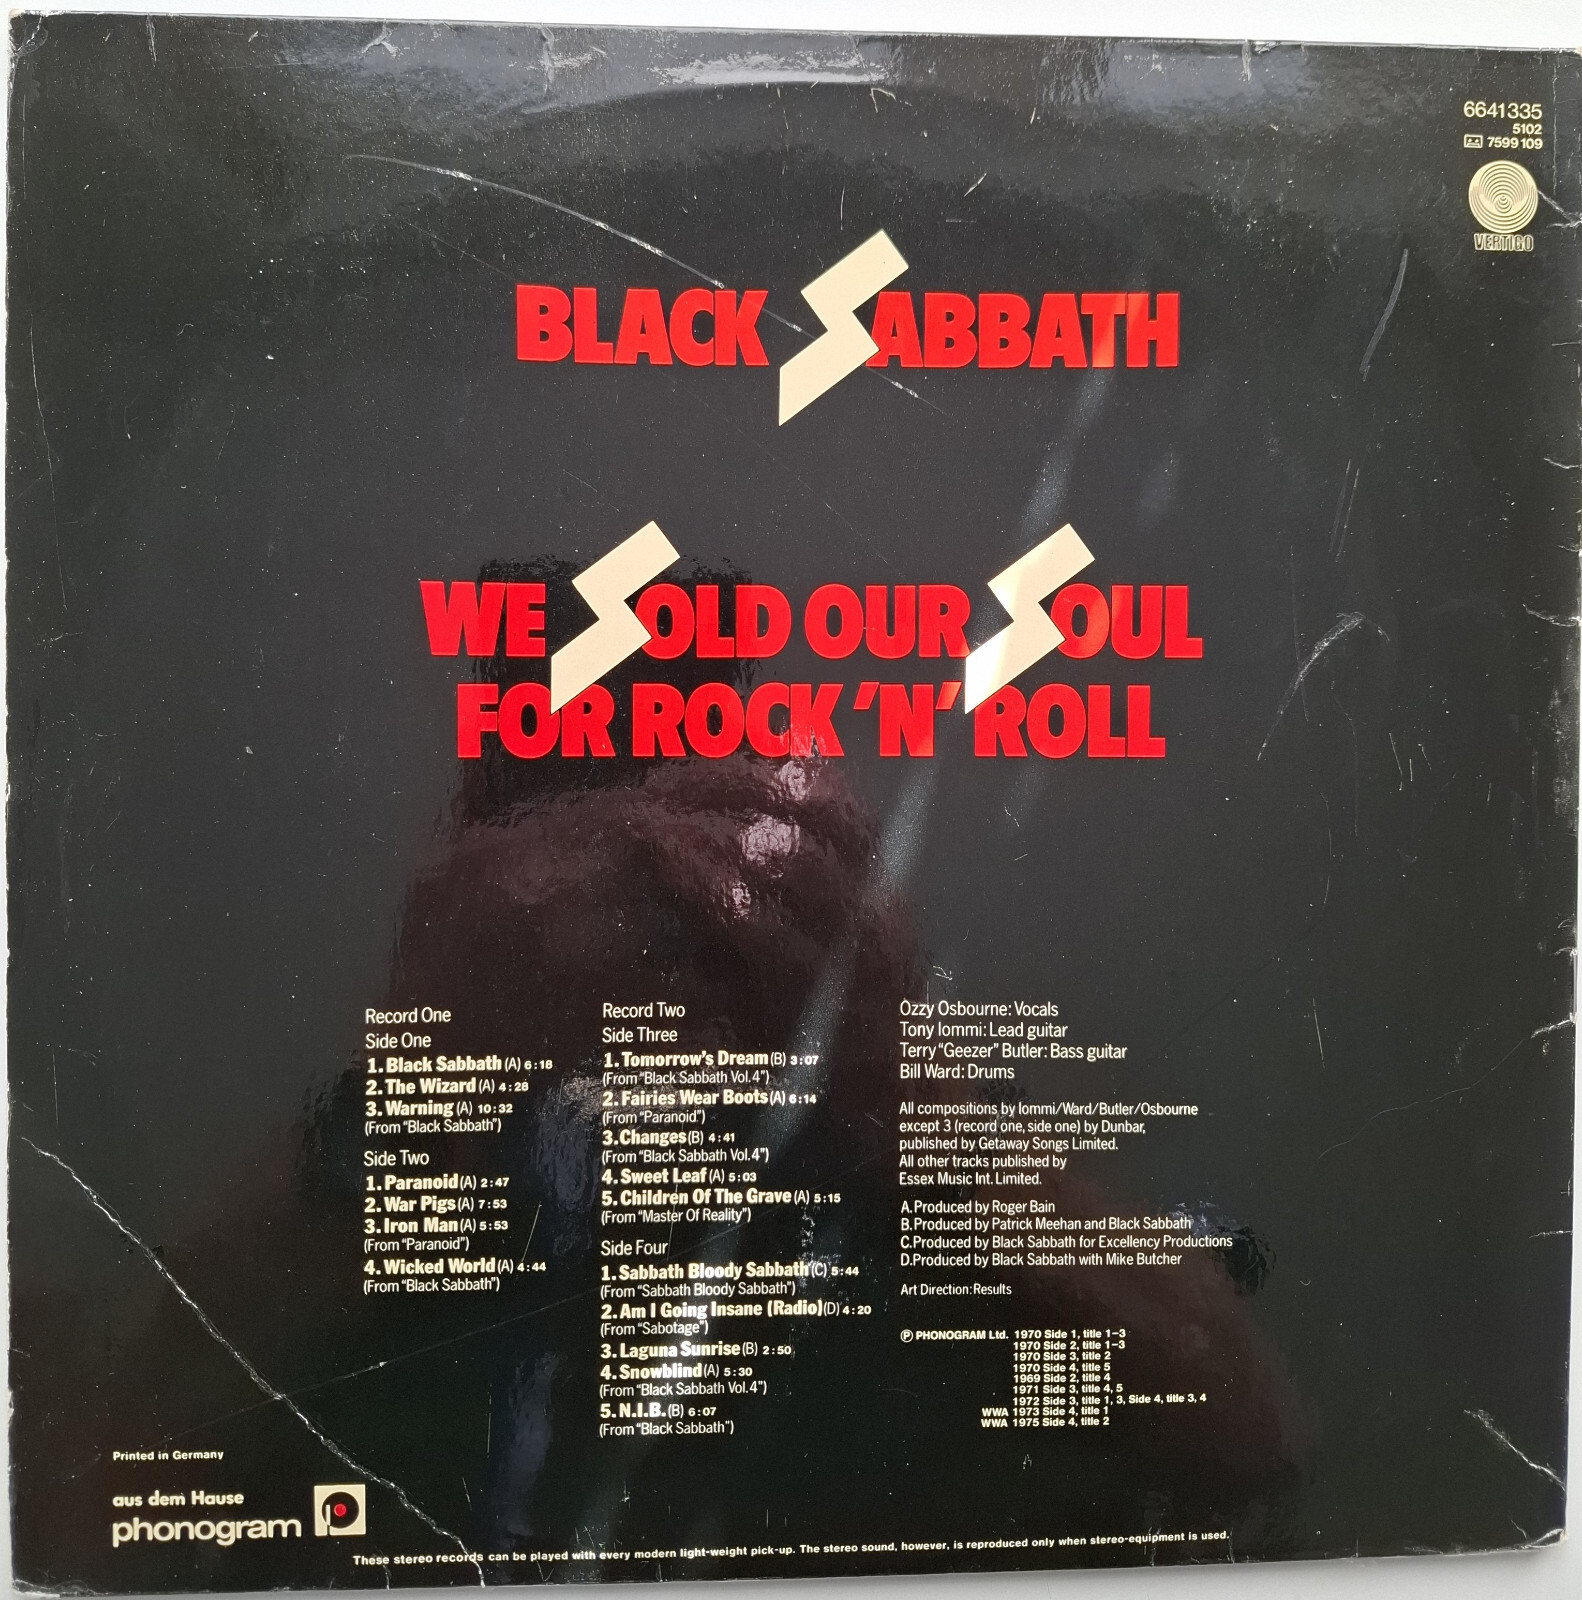 6641335
5102
7599 109
VERTIGO
BLACK SABBATH
WE SOLD OUR SOUL
FOR ROCK 'N' ROLL
Record One
Side One
1. Black Sabbath (A) 6:18
2. The Wizard (A) 4:28
3. Warning (A) 10:32
(From "Black Sabbath")
Side Two
1. Paranoid (A) 2:47
2. War Pigs (A) 7:53
3. Iron Man (A) 5:53
(From "Paranoid")
4. Wicked World (A) 4:44
(From "Black Sabbath")
Record Two
Side Three
1. Tomorrow's Dream (B) 3:07
(From "Black Sabbath Vol. 4")
2. Fairies Wear Boots (A) 6:14
(From "Paranoid")
3. Changes (B) 4:41
(From "Black Sabbath Vol. 4")
4. Sweet Leaf (A) 5:03
5. Children Of The Grave (A) 5:15
(From "Master Of Reality")
Side Four
1. Sabbath Bloody Sabbath (C) 5:44
(From "Sabbath Bloody Sabbath")
2. Am I Going Insane (Radio) (D) 4:20
(From "Sabotage")
3. Laguna Sunrise (B) 2:50
4. Snowblind (A) 5:30
(From "Black Sabbath Vol. 4")
5. N.I.B. (B) 6:07
(From "Black Sabbath")
Ozzy Osbourne: Vocals
Tony Iommi: Lead guitar
Terry "Geezer" Butler: Bass guitar
Bill Ward: Drums
All compositions by Iommi/Ward/Butler/Osbourne
except 3 (record one, side one) by Dunbar,
published by Getaway Songs Limited.
All other tracks published by
Essex Music Int. Limited.
A. Produced by Roger Bain
B. Produced by Patrick Meehan and Black Sabbath
C. Produced by Black Sabbath for Excellency Productions
D. Produced by Black Sabbath with Mike Butcher
Art Direction: Results
Ⓟ PHONOGRAM Ltd. 1970 Side 1, title 1-3
1970 Side 2, title 1-3
1970 Side 3, title 2
1970 Side 4, title 5
1969 Side 2, title 4
1971 Side 3, title 4, 5
1972 Side 3, title 1, 3, Side 4, title 3, 4
WWA 1973 Side 4, title 1
WWA 1975 Side 4, title 2
Printed in Germany
aus dem Hause
phonogram
These stereo records can be played with every modern light-weight pick-up. The stereo sound, however, is reproduced only when stereo-equipment is used.